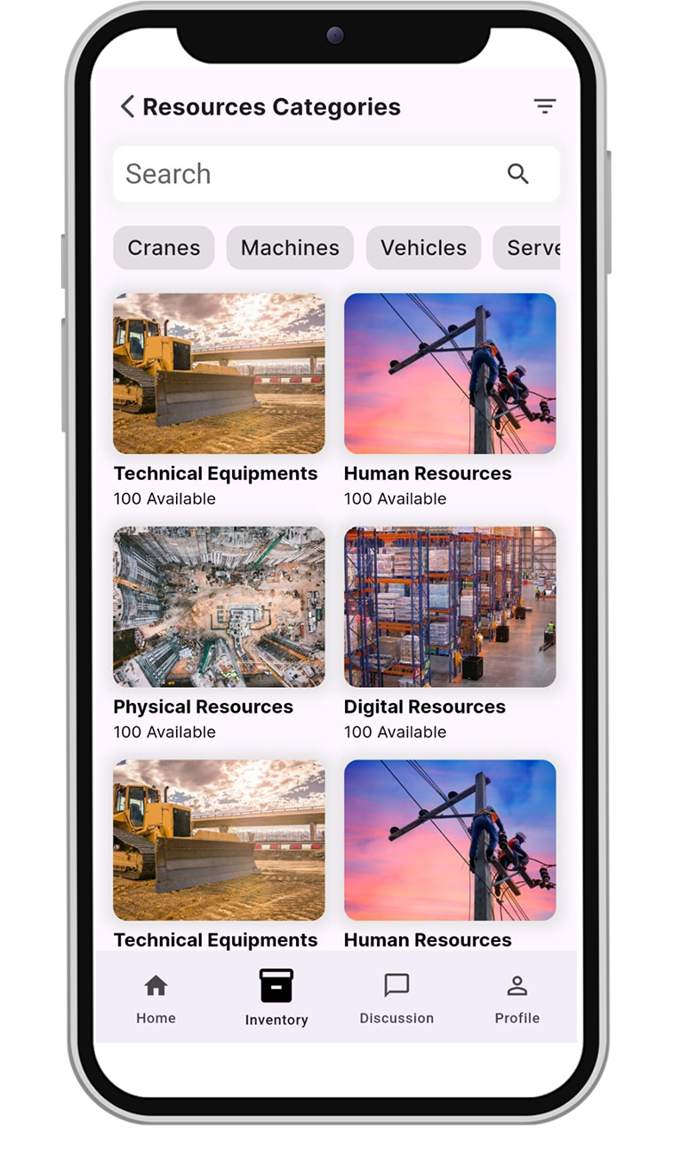 Resources Categories
Search
Cranes Machines Vehicles Serve
Technical Equipments Human Resources
100 Available 100 Available
Physical Resources Digital Resources
100 Available 100 Available
Technical Equipments Human Resources
Home Inventory Discussion Profile